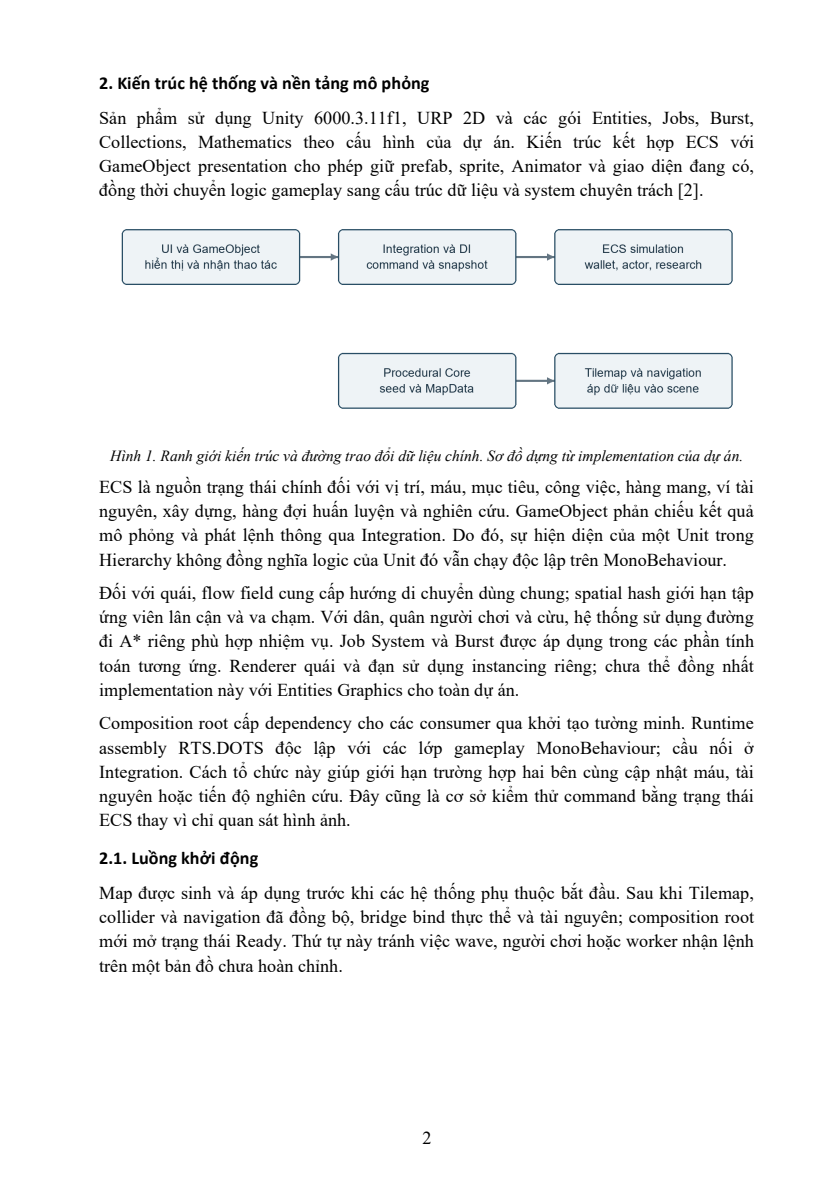 2. Kiến trúc hệ thống và nền tảng mô phỏng
Sản phẩm sử dụng Unity 6000.3.11f1, URP 2D và các gói Entities, Jobs, Burst,
Collections, Mathematics theo cấu hình của dự án. Kiến trúc kết hợp ECS với
GameObject presentation cho phép giữ prefab, sprite, Animator và giao diện đang có,
đồng thời chuyển logic gameplay sang cấu trúc dữ liệu và system chuyên trách [2].
UI và GameObject
hiển thị và nhận thao tác
Integration và DI
command và snapshot
ECS simulation
wallet, actor, research
Procedural Core
seed và MapData
Tilemap và navigation
áp dữ liệu vào scene
Hình 1. Ranh giới kiến trúc và đường trao đổi dữ liệu chính. Sơ đồ dựng từ implementation của dự án.
ECS là nguồn trạng thái chính đối với vị trí, máu, mục tiêu, công việc, hàng mang, ví tài
nguyên, xây dựng, hàng đợi huấn luyện và nghiên cứu. GameObject phản chiếu kết quả
mô phỏng và phát lệnh thông qua Integration. Do đó, sự hiện diện của một Unit trong
Hierarchy không đồng nghĩa logic của Unit đó vẫn chạy độc lập trên MonoBehaviour.
Đối với quái, flow field cung cấp hướng di chuyển dùng chung; spatial hash giới hạn tập
ứng viên lân cận và va chạm. Với dân, quân người chơi và cừu, hệ thống sử dụng đường
đi A* riêng phù hợp nhiệm vụ. Job System và Burst được áp dụng trong các phần tính
toán tương ứng. Renderer quái và đạn sử dụng instancing riêng; chưa thể đồng nhất
implementation này với Entities Graphics cho toàn dự án.
Composition root cấp dependency cho các consumer qua khởi tạo tường minh. Runtime
assembly RTS.DOTS độc lập với các lớp gameplay MonoBehaviour; cầu nối ở
Integration. Cách tổ chức này giúp giới hạn trường hợp hai bên cùng cập nhật máu, tài
nguyên hoặc tiến độ nghiên cứu. Đây cũng là cơ sở kiểm thử command bằng trạng thái
ECS thay vì chỉ quan sát hình ảnh.
2.1. Luồng khởi động
Map được sinh và áp dụng trước khi các hệ thống phụ thuộc bắt đầu. Sau khi Tilemap,
collider và navigation đã đồng bộ, bridge bind thực thể và tài nguyên; composition root
mới mở trạng thái Ready. Thứ tự này tránh việc wave, người chơi hoặc worker nhận lệnh
trên một bản đồ chưa hoàn chỉnh.
2